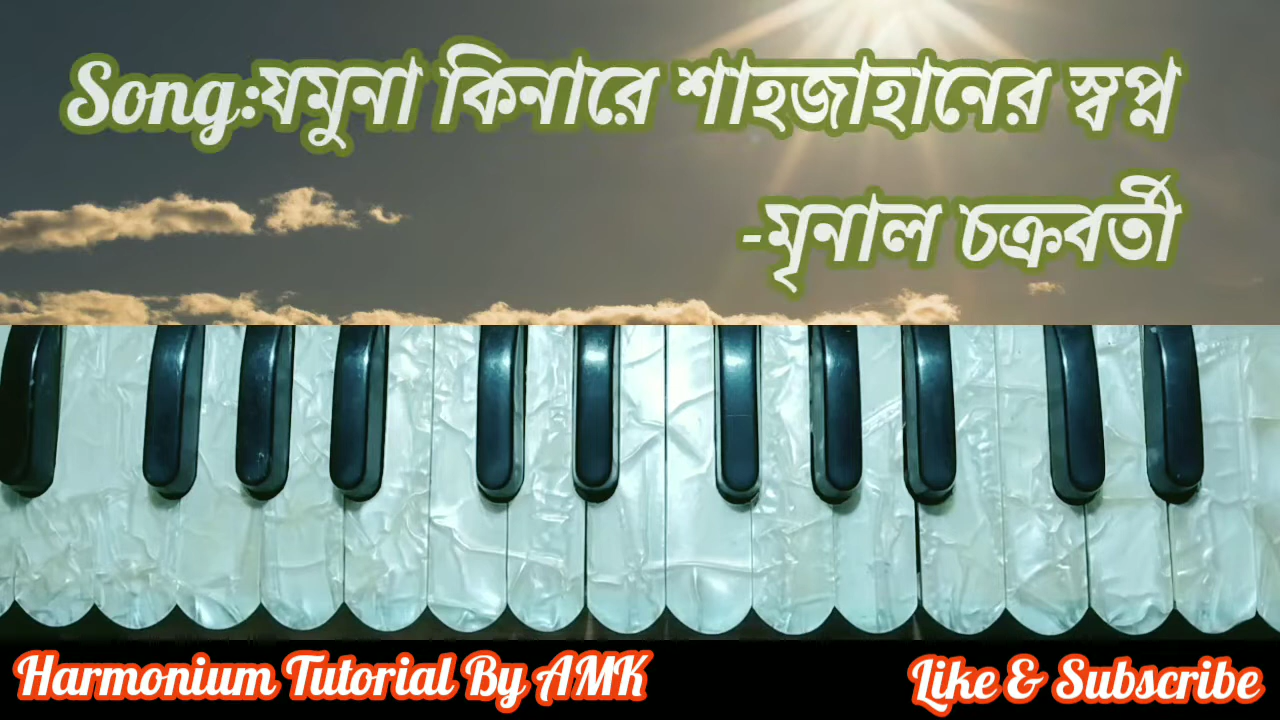 Song:যমুনা কিনারে শাহজাহানের স্বপ্ন
-মৃনাল চক্রবর্তী
Harmonium Tutorial By AMK
Like & Subscribe